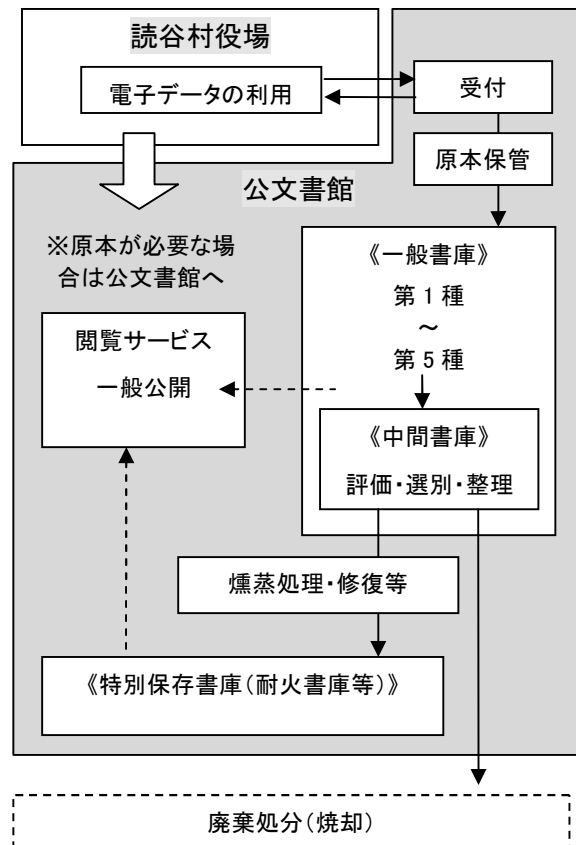 読谷村役場
電子データの利用
受付
原本保管
公文書館
※原本が必要な場
合は公文書館へ
《一般書庫》
第1種
～
第5種
閲覧サービス
一般公開
《中間書庫》
評価・選別・整理
燻蒸処理・修復等
《特別保存書庫（耐火書庫等）》
廃棄処分（焼却）